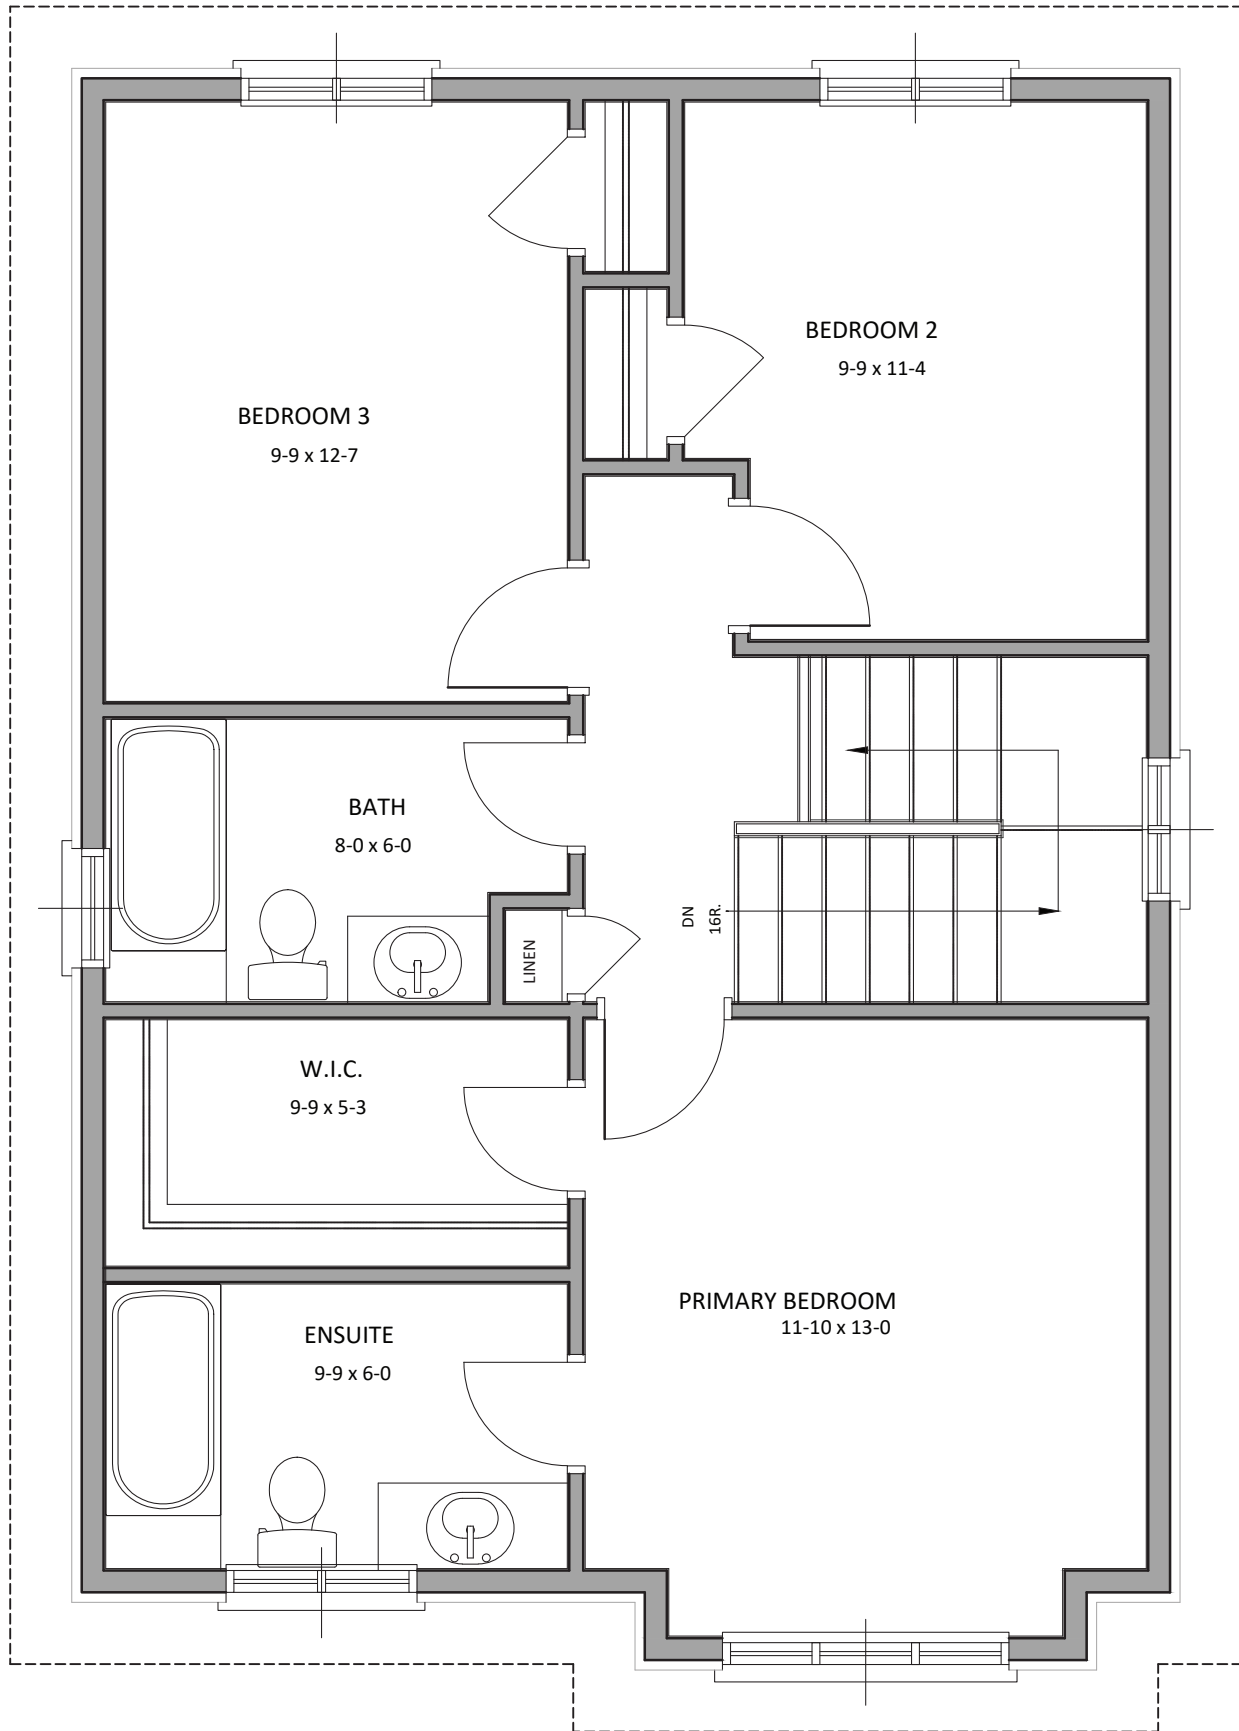 BEDROOM 2
9-9 x 11-4
BEDROOM 3
9-9 x 12-7
BATH
8-0 x 6-0
DN
16R.
LINEN
W.I.C.
9-9 x 5-3
PRIMARY BEDROOM
11-10 x 13-0
ENSUITE
9-9 x 6-0